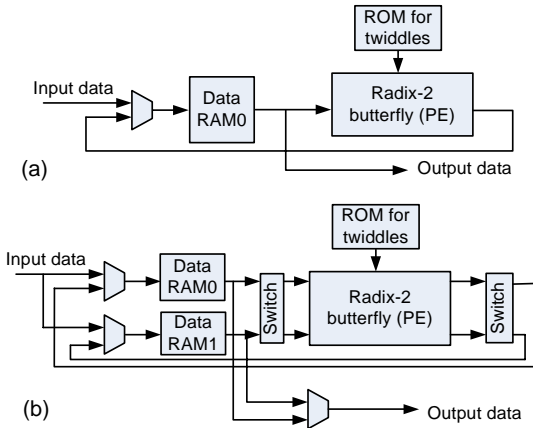 ROM for
twiddles
Input data
Data
RAM0
Radix-2
butterfly (PE)
(a)
Output data
ROM for
twiddles
Input data
Data
RAM0
Switch
Radix-2
butterfly (PE)
Switch
Data
RAM1
(b)
Output data